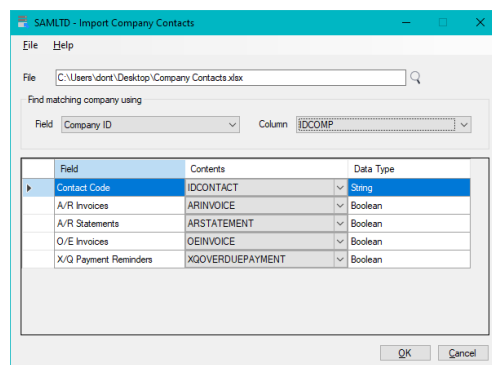 SAMLTD - Import Company Contacts
File Help
File C:\Users\dont\Desktop\Company Contacts.xlsx
Find matching company using
Field Company ID Column IDCOMP
Field Contents Data Type
Contact Code IDCONTACT String
A/R Invoices ARINVOICE Boolean
A/R Statements ARSTATEMENT Boolean
O/E Invoices OEINVOICE Boolean
X/Q Payment Reminders XQOVERDUEPAYMENT Boolean
OK Cancel